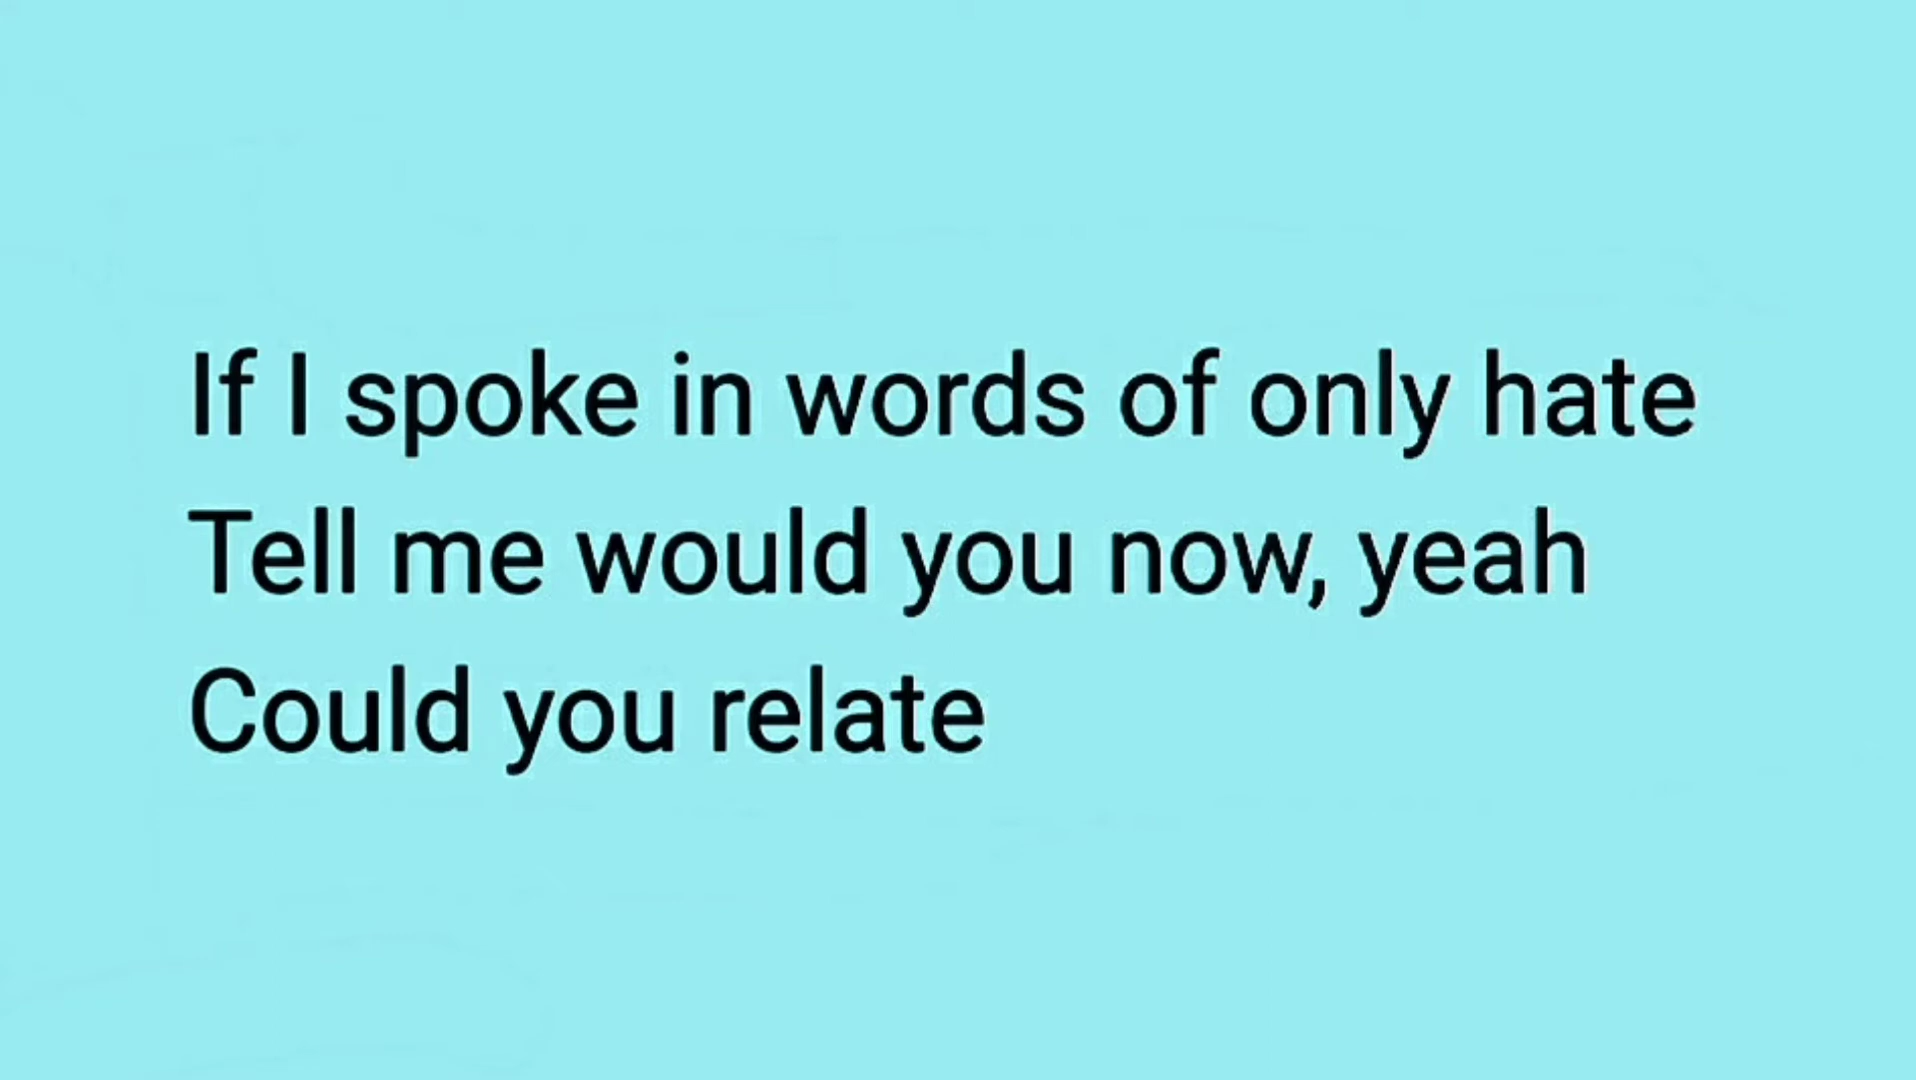 If I spoke in words of only hate
Tell me would you now, yeah
Could you relate